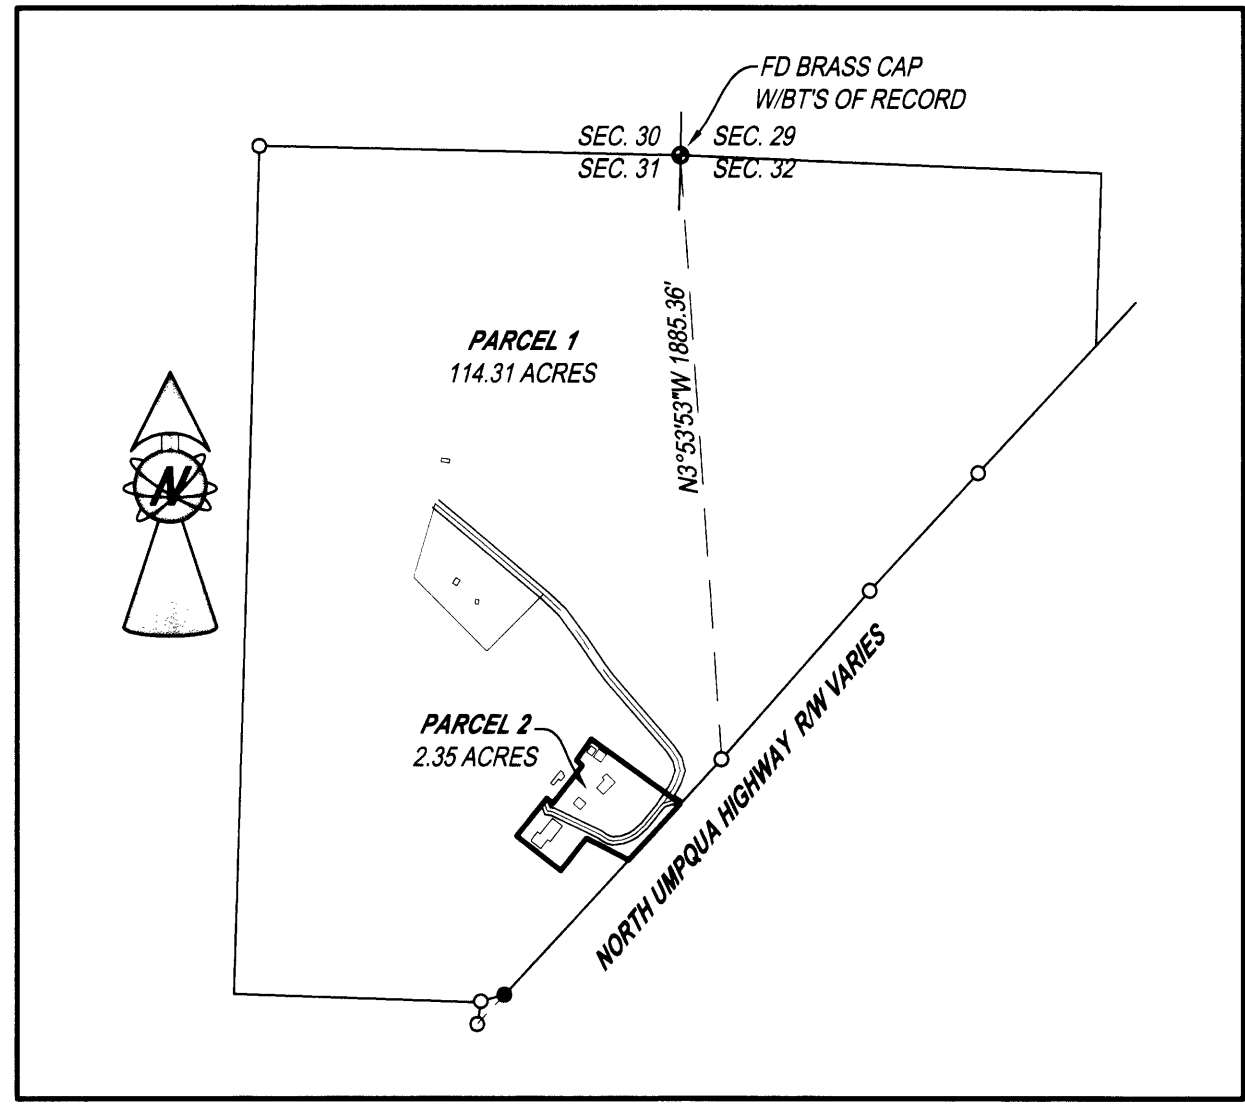 FD BRASS CAP
W/BT'S OF RECORD
SEC. 30
SEC. 29
SEC. 31
SEC. 32
N3°53'53"W 1885.36'
PARCEL 1
114.31 ACRES
N
PARCEL 2
2.35 ACRES
NORTH UMPQUA HIGHWAY R/W VARIES